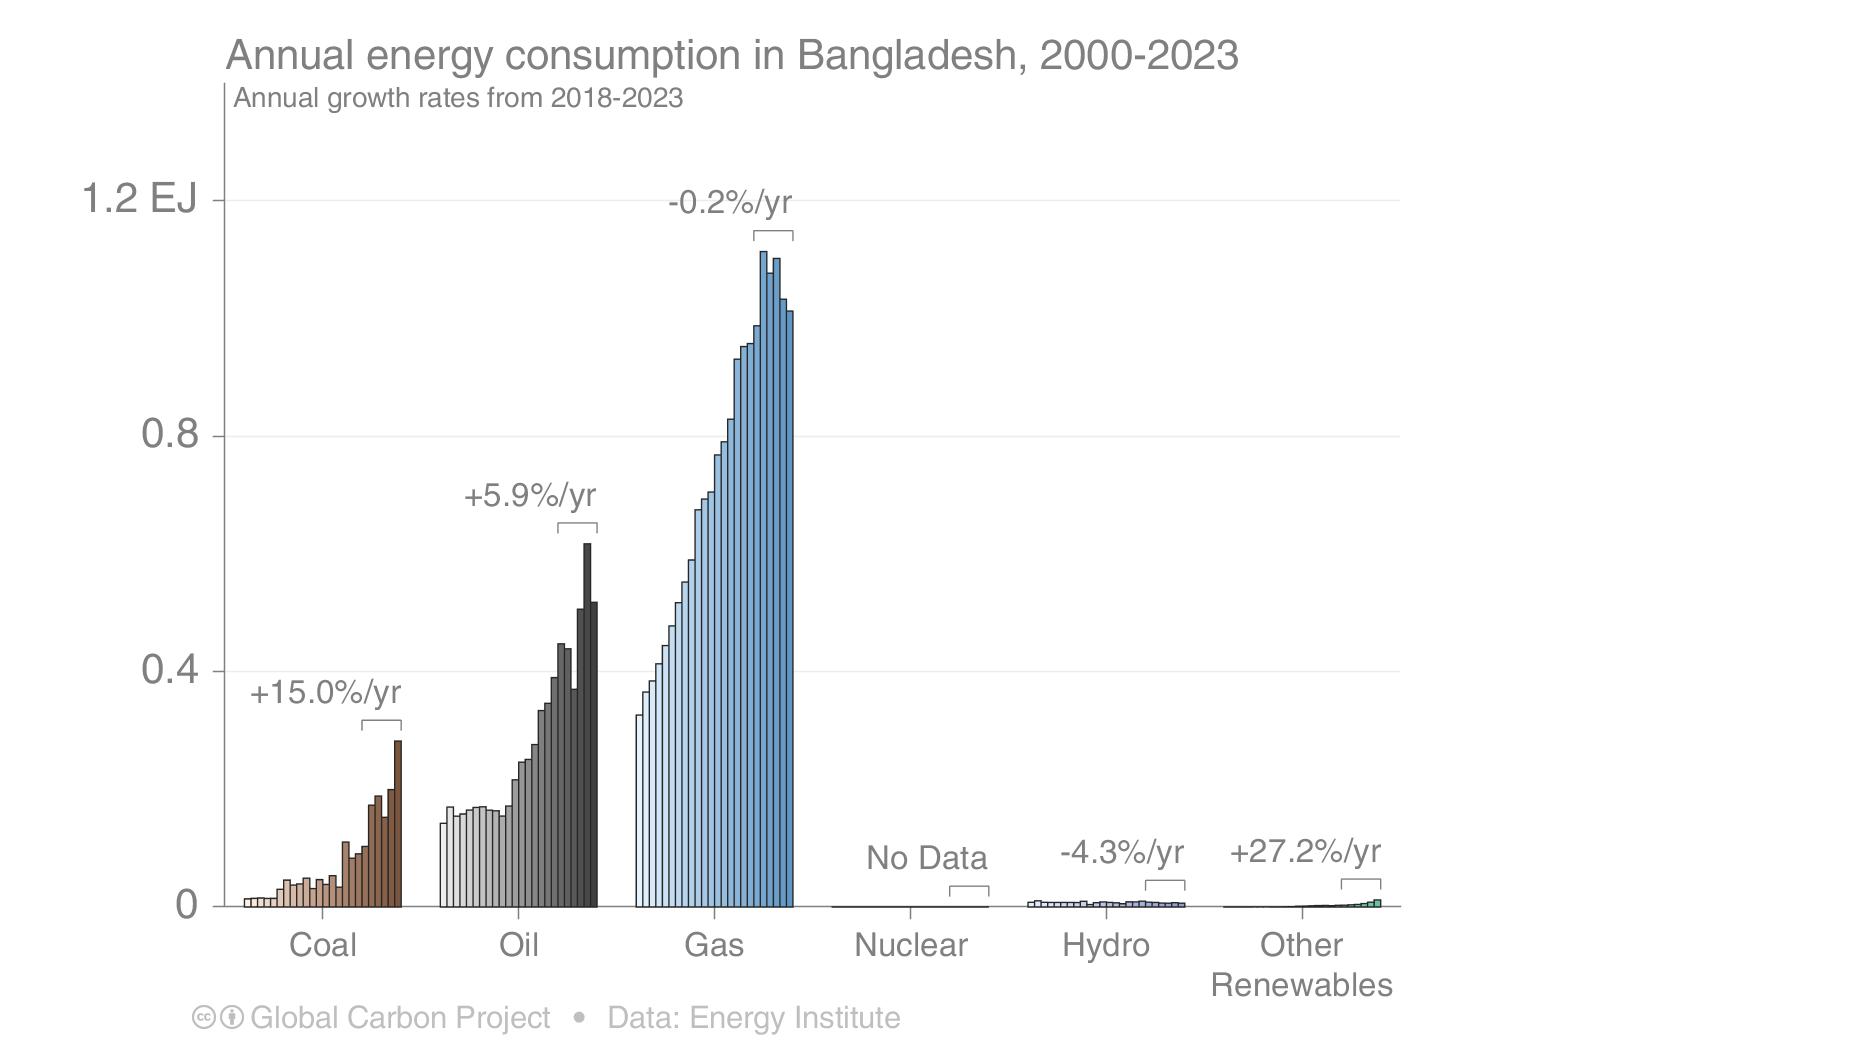 Annual energy consumption in Bangladesh, 2000-2023
Annual growth rates from 2018-2023
1.2 EJ
0.8
0.4
0
+15.0%/yr
+5.9%/yr
-0.2%/yr
No Data
-4.3%/yr
+27.2%/yr
Coal
Oil
Gas
Nuclear
Hydro
Other
Renewables
cc Global Carbon Project • Data: Energy Institute